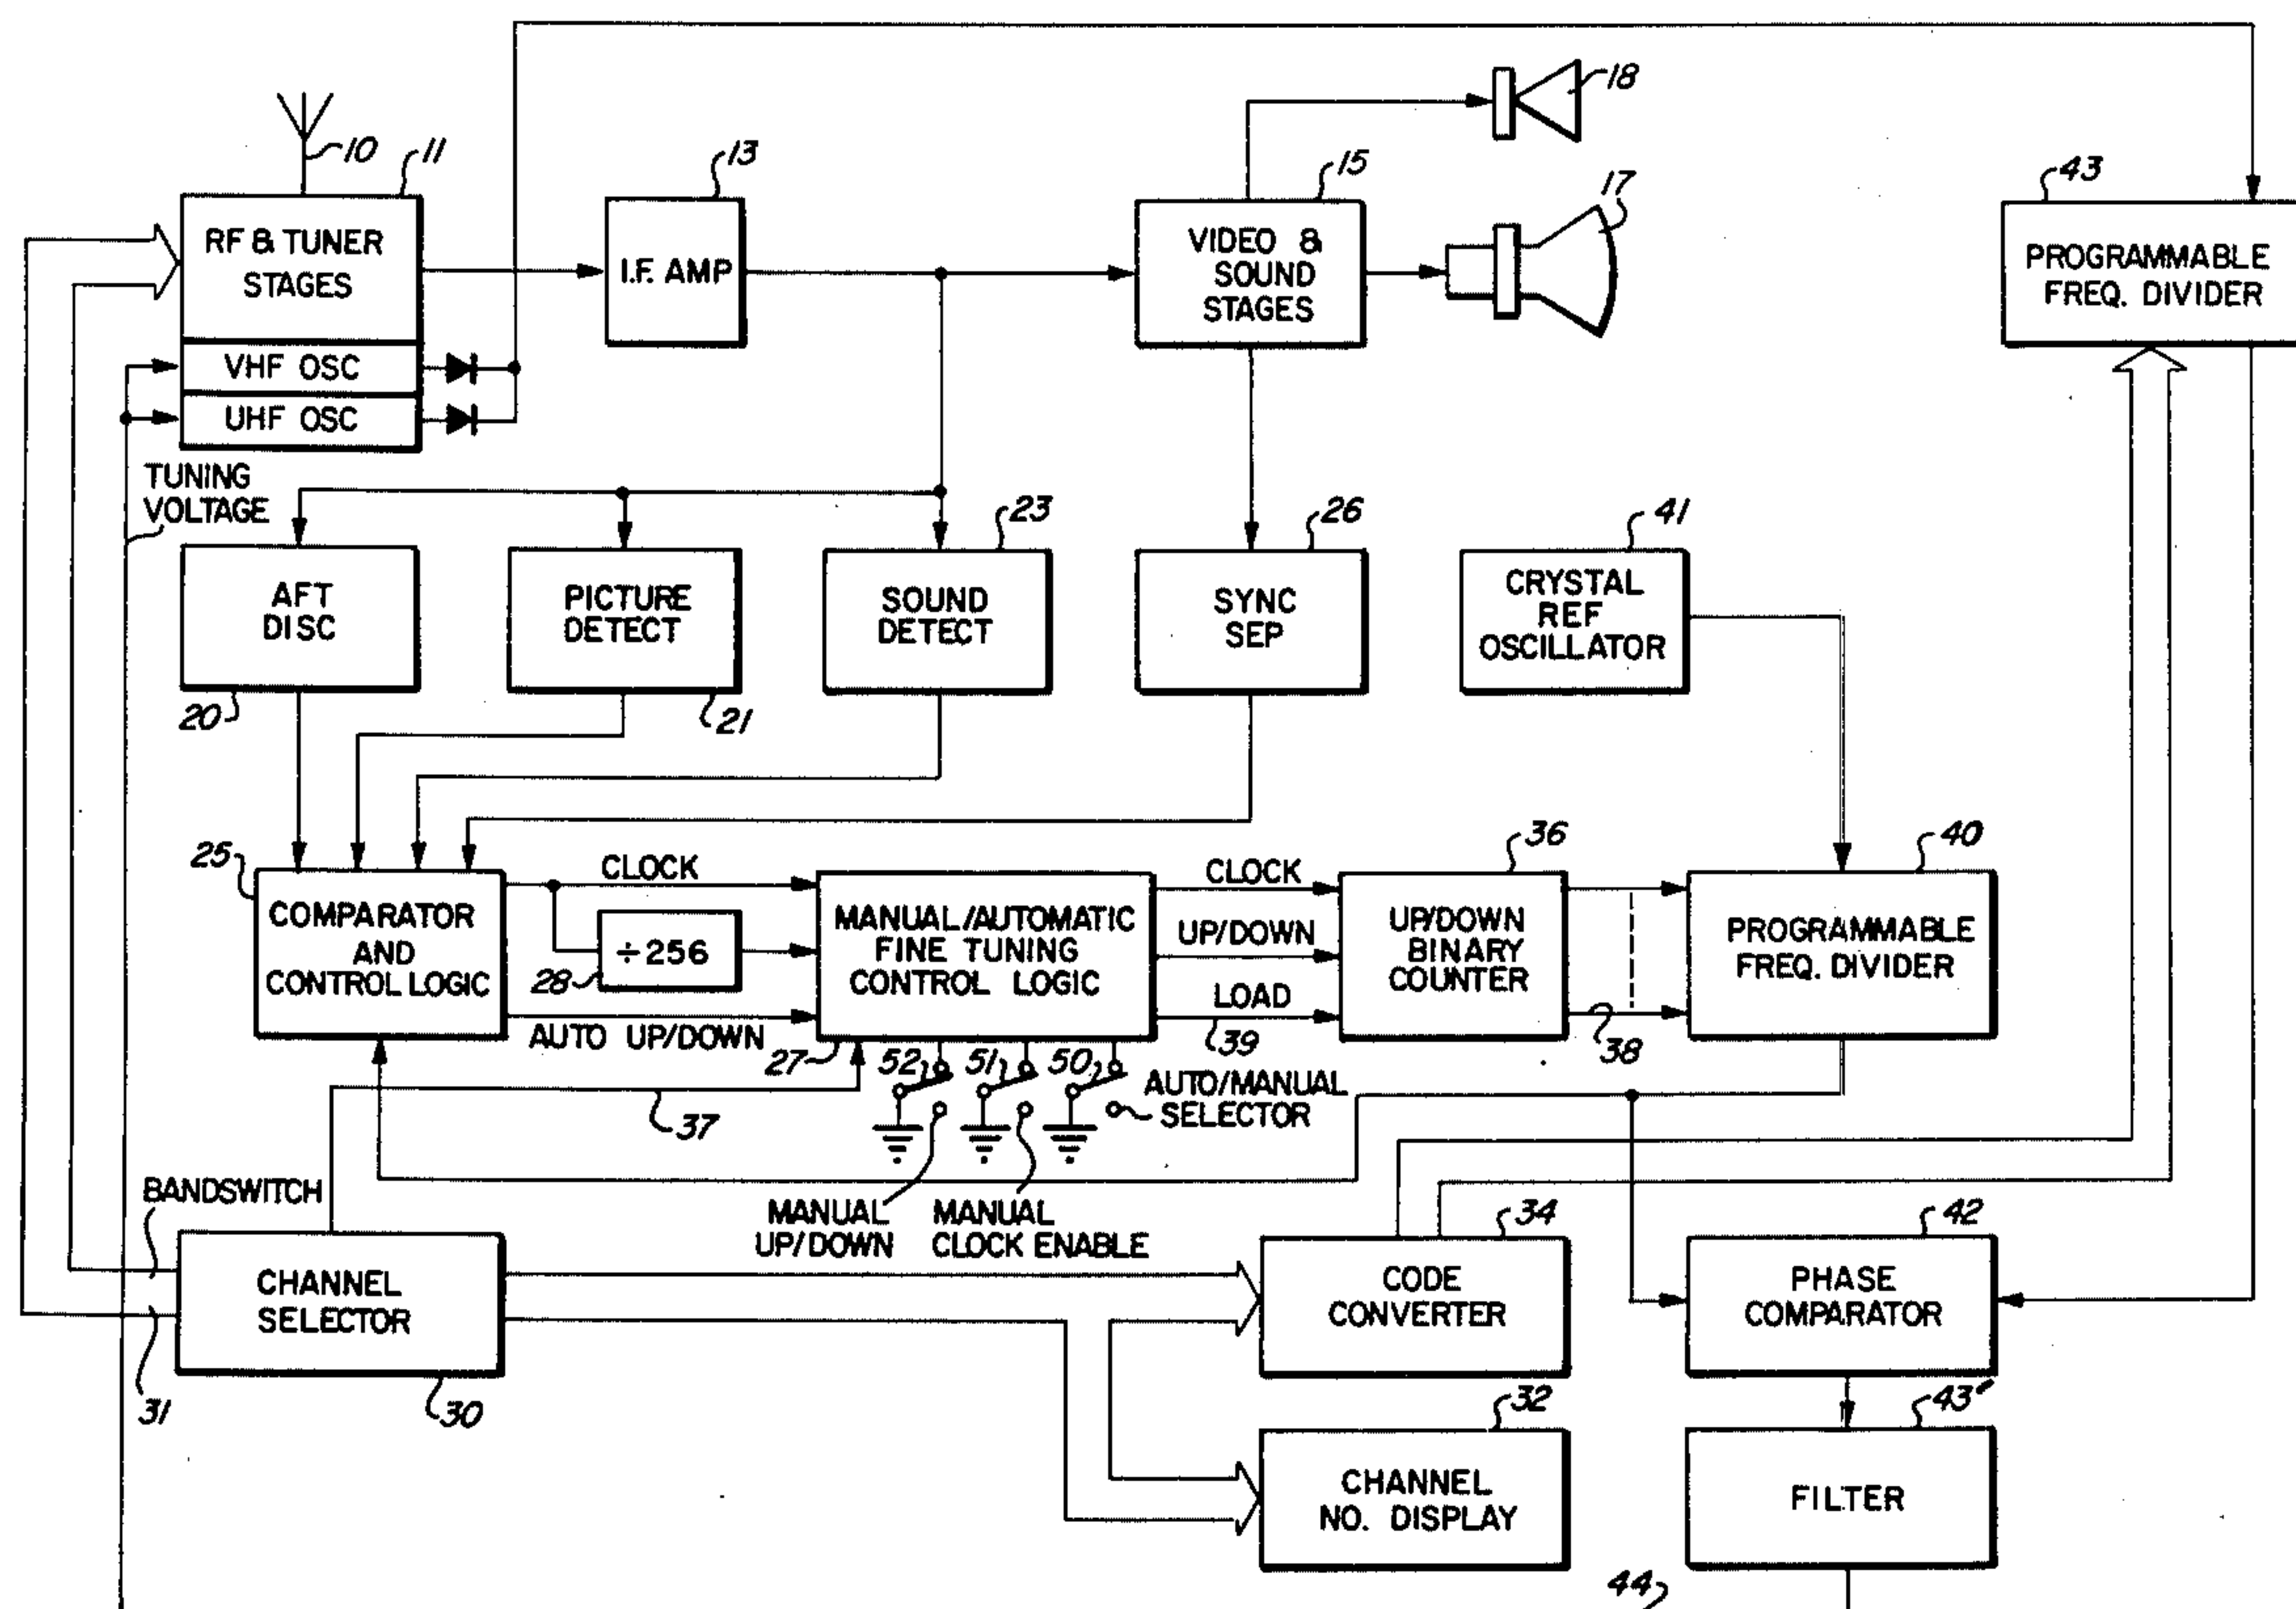 18
10
11
13
15
17
43
RF & TUNER
STAGES
I.F. AMP
VIDEO &
SOUND
STAGES
PROGRAMMABLE
FREQ. DIVIDER
VHF OSC
UHF OSC
TUNING
VOLTAGE
23
26
41
AFT
DISC
PICTURE
DETECT
SOUND
DETECT
SYNC
SEP
CRYSTAL
REF
OSCILLATOR
20
21
25
CLOCK
CLOCK
36
40
COMPARATOR
AND
CONTROL LOGIC
÷256
28
MANUAL/AUTOMATIC
FINE TUNING
CONTROL LOGIC
UP/DOWN
LOAD
UP/DOWN
BINARY
COUNTER
PROGRAMMABLE
FREQ. DIVIDER
AUTO UP/DOWN
27
52
51
50
39
38
AUTO/MANUAL
SELECTOR
37
BANDSWITCH
MANUAL
UP/DOWN
MANUAL
CLOCK ENABLE
34
42
CHANNEL
SELECTOR
CODE
CONVERTER
PHASE
COMPARATOR
31
30
32
43'
CHANNEL
NO. DISPLAY
FILTER
44